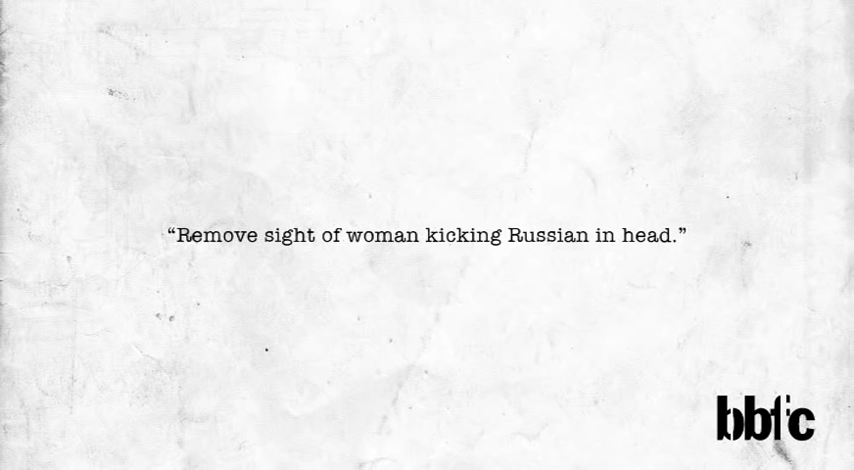 “Remove sight of woman kicking Russian in head.”
bbfc